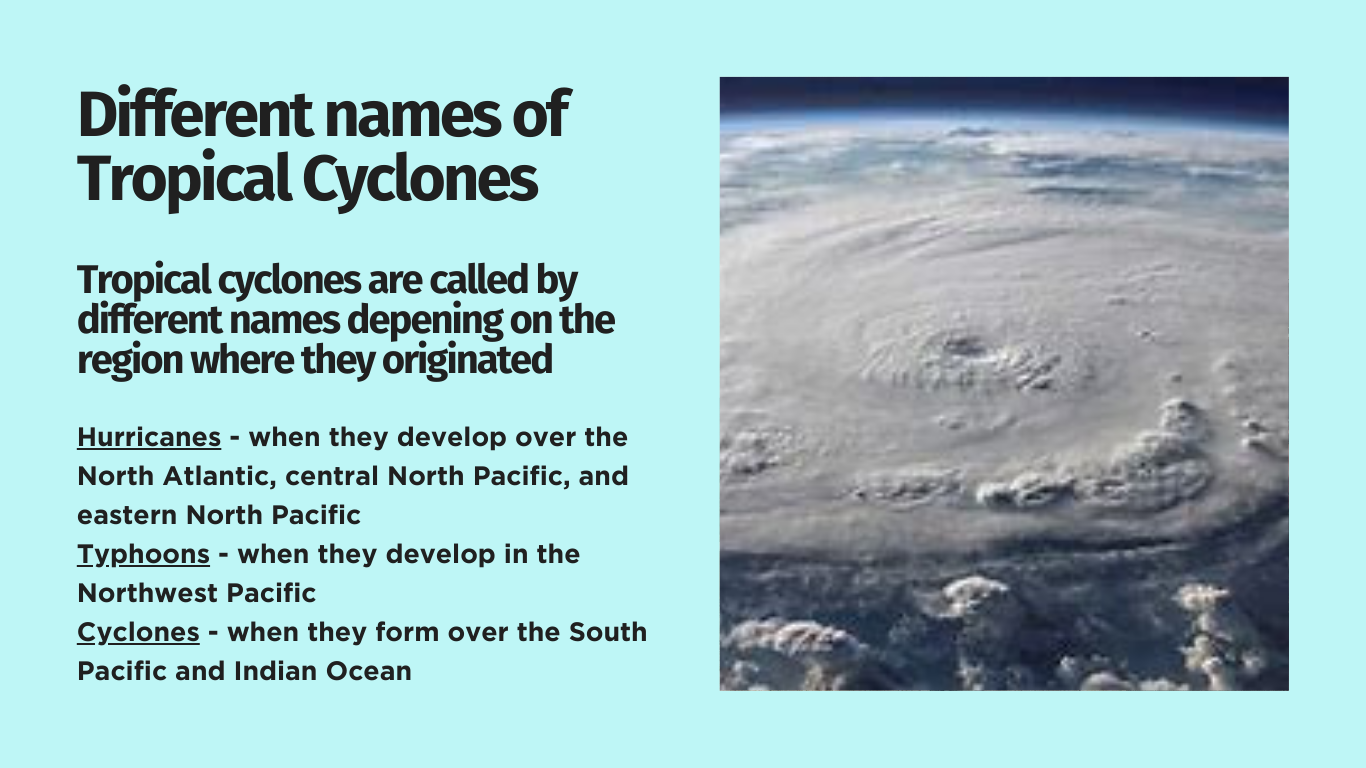 Different names of
Tropical Cyclones
Tropical cyclones are called by
different names depening on the
region where they originated
Hurricanes - when they develop over the
North Atlantic, central North Pacific, and
eastern North Pacific
Typhoons - when they develop in the
Northwest Pacific
Cyclones - when they form over the South
Pacific and Indian Ocean